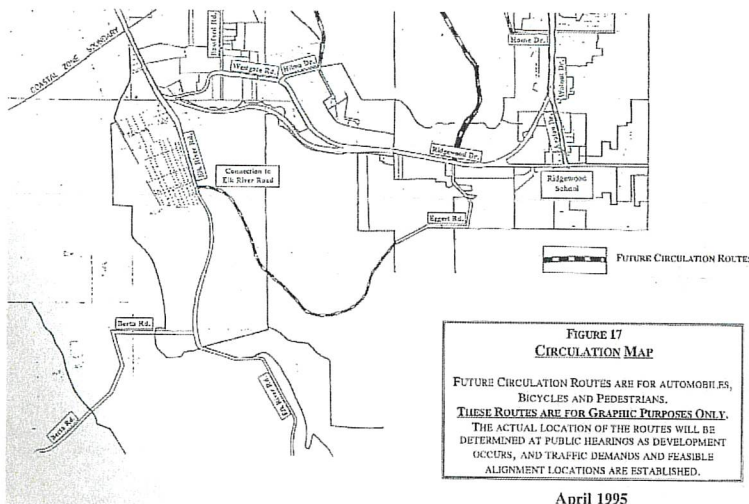 COASTAL ZONE BOUNDARY
Westgate Rd.
Hilma Dr.
Home Dr.
Walnut Dr.
Elk River Rd.
Connection to
Elk River Road
Ridgewood Dr.
Ridgewood
School
Eggert Rd.
FUTURE CIRCULATION ROUTES
Berta Rd.
Berta Rd.
Elk River Rd.
FIGURE 17
CIRCULATION MAP
FUTURE CIRCULATION ROUTES ARE FOR AUTOMOBILES,
BICYCLES AND PEDESTRIANS.
THESE ROUTES ARE FOR GRAPHIC PURPOSES ONLY.
THE ACTUAL LOCATION OF THE ROUTES WILL BE
DETERMINED AT PUBLIC HEARINGS AS DEVELOPMENT
OCCURS, AND TRAFFIC DEMANDS AND FEASIBLE
ALIGNMENT LOCATIONS ARE ESTABLISHED.
April 1995